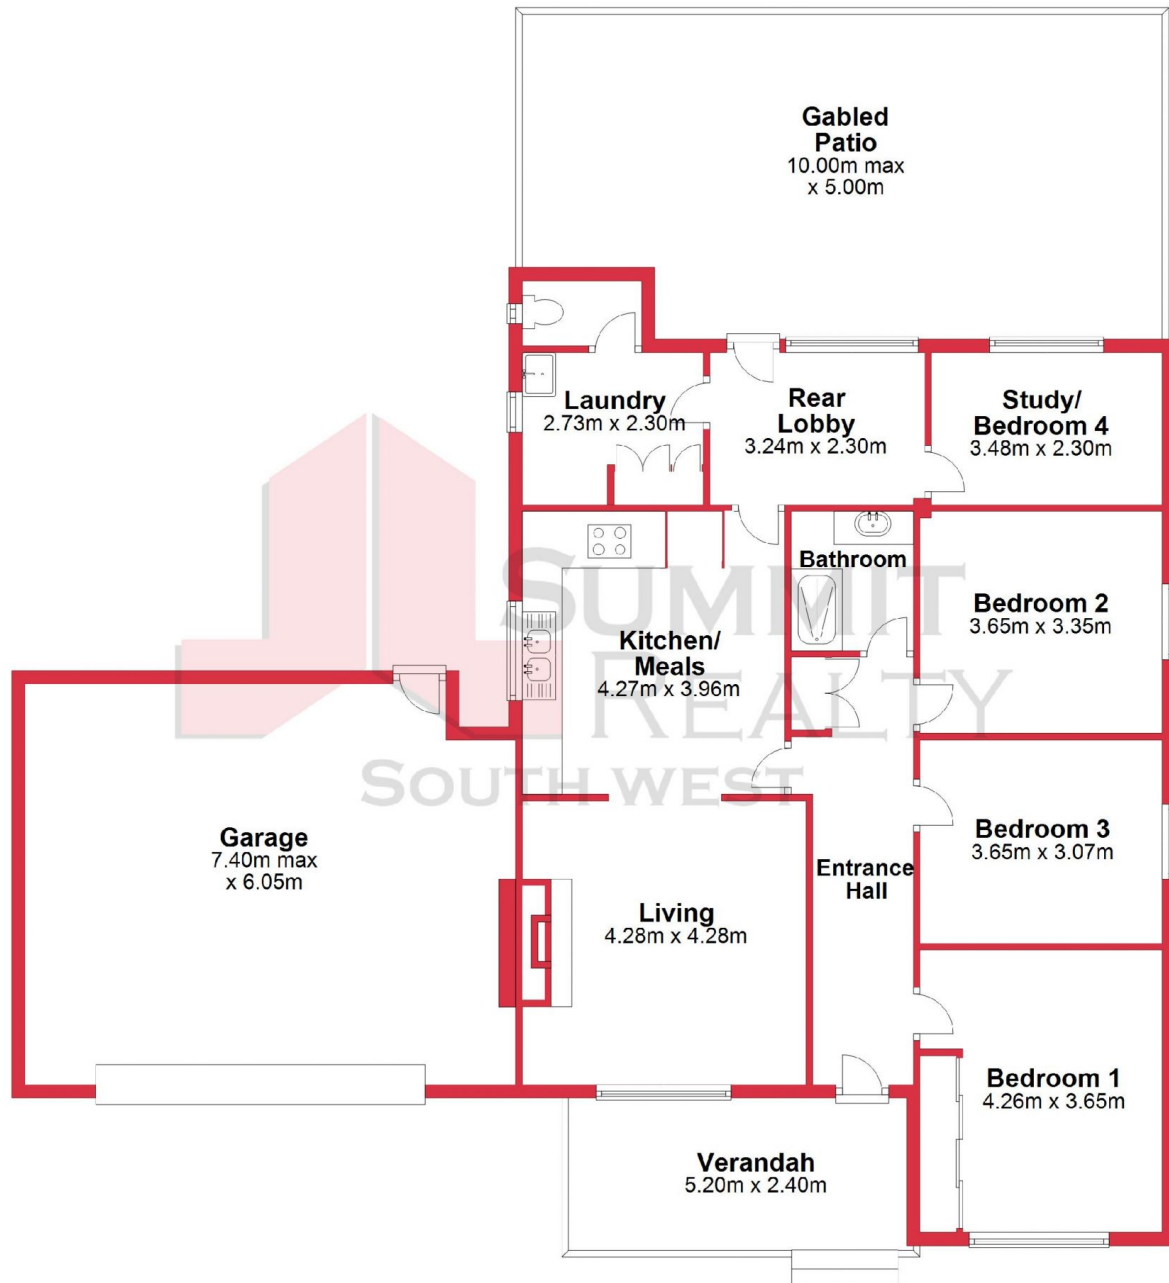 Gabled
Patio
10.00m max
x 5.00m
Laundry
2.73m x 2.30m
Rear
Lobby
3.24m x 2.30m
Study/
Bedroom 4
3.48m x 2.30m
Bathroom
Bedroom 2
3.65m x 3.35m
Kitchen/
Meals
4.27m x 3.96m
SUMMIT
REALTY
SOUTH WEST
Garage
7.40m max
x 6.05m
Living
4.28m x 4.28m
Entrance
Hall
Bedroom 3
3.65m x 3.07m
Bedroom 1
4.26m x 3.65m
Verandah
5.20m x 2.40m